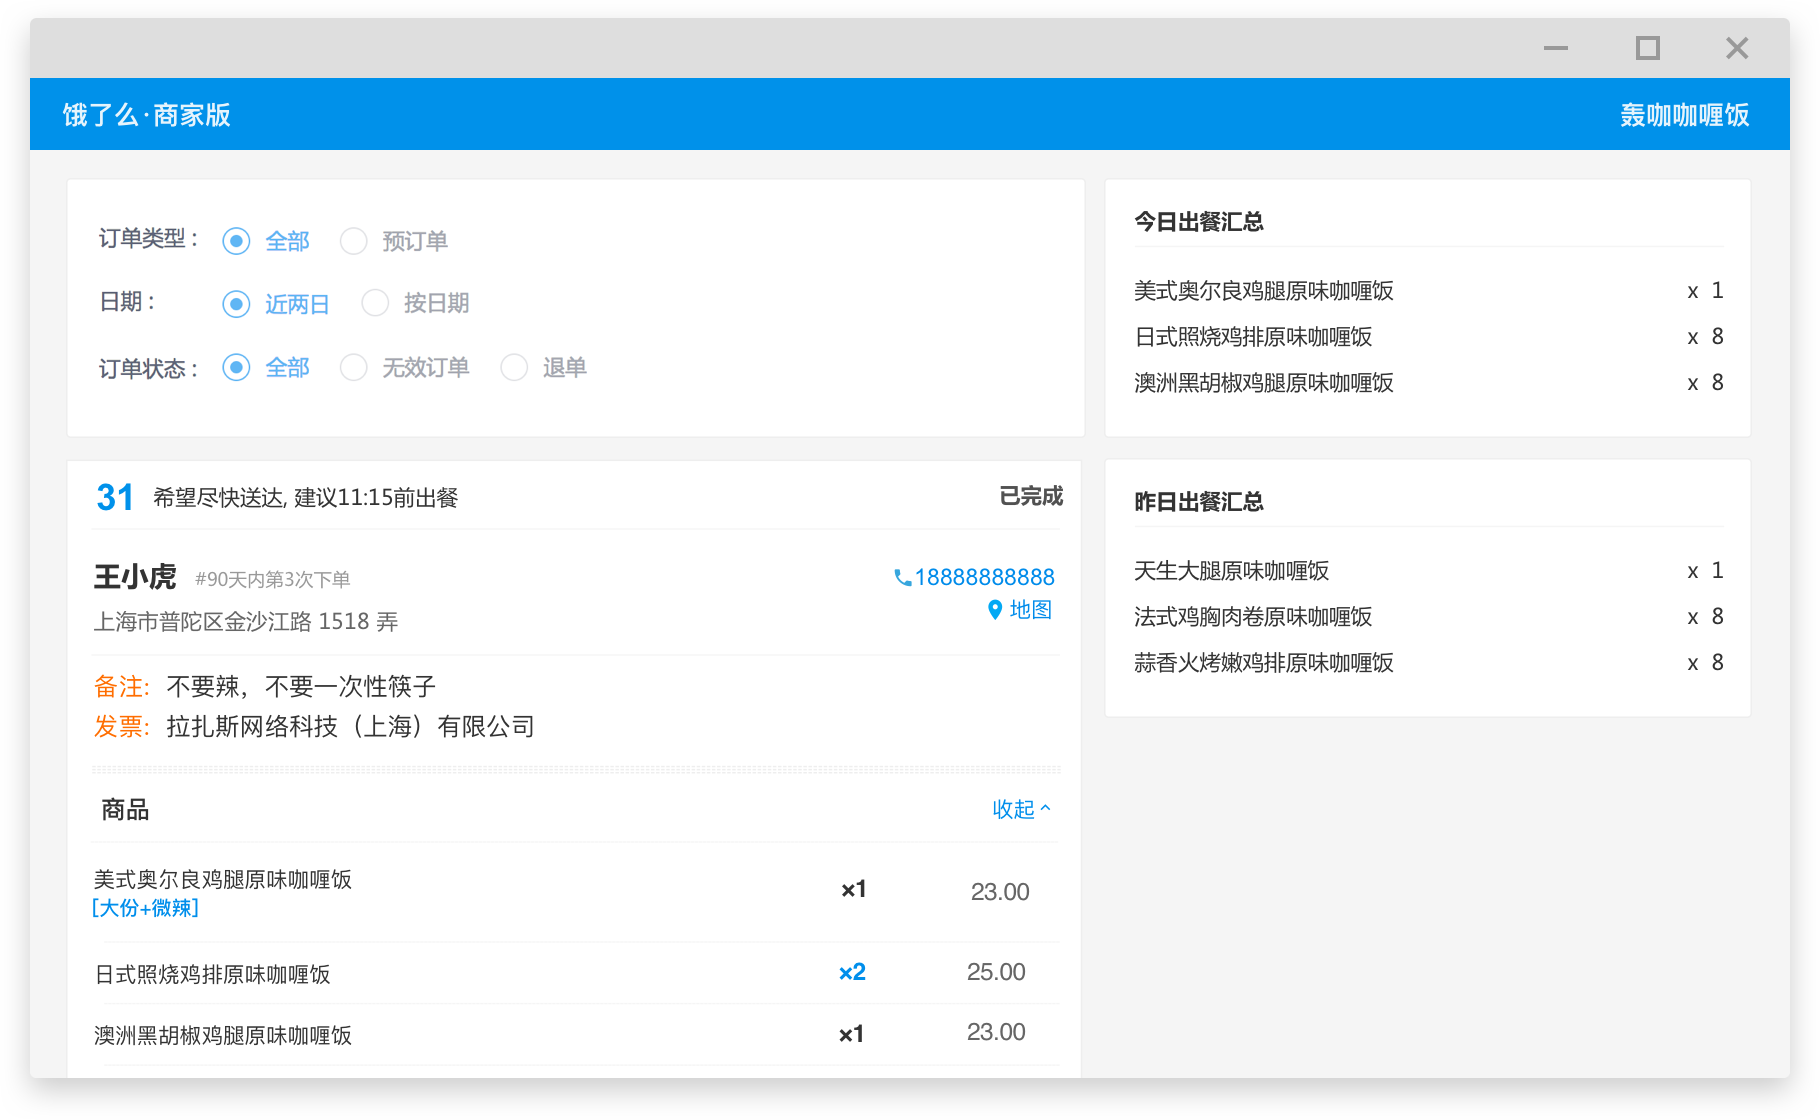 饿了么·商家版
轰咖咖喱饭
订单类型： 全部 预订单
日期： 近两日 按日期
订单状态： 全部 无效订单 退单
今日出餐汇总
美式奥尔良鸡腿原味咖喱饭 x 1
日式照烧鸡排原味咖喱饭 x 8
澳洲黑胡椒鸡腿原味咖喱饭 x 8
31 希望尽快送达, 建议11:15前出餐 已完成
王小虎 #90天内第3次下单 18888888888
上海市普陀区金沙江路 1518 弄 地图
备注: 不要辣，不要一次性筷子
发票: 拉扎斯网络科技（上海）有限公司
商品 收起
美式奥尔良鸡腿原味咖喱饭 ×1 23.00
[大份+微辣]
日式照烧鸡排原味咖喱饭 ×2 25.00
澳洲黑胡椒鸡腿原味咖喱饭 ×1 23.00
昨日出餐汇总
天生大腿原味咖喱饭 x 1
法式鸡胸肉卷原味咖喱饭 x 8
蒜香火烤嫩鸡排原味咖喱饭 x 8